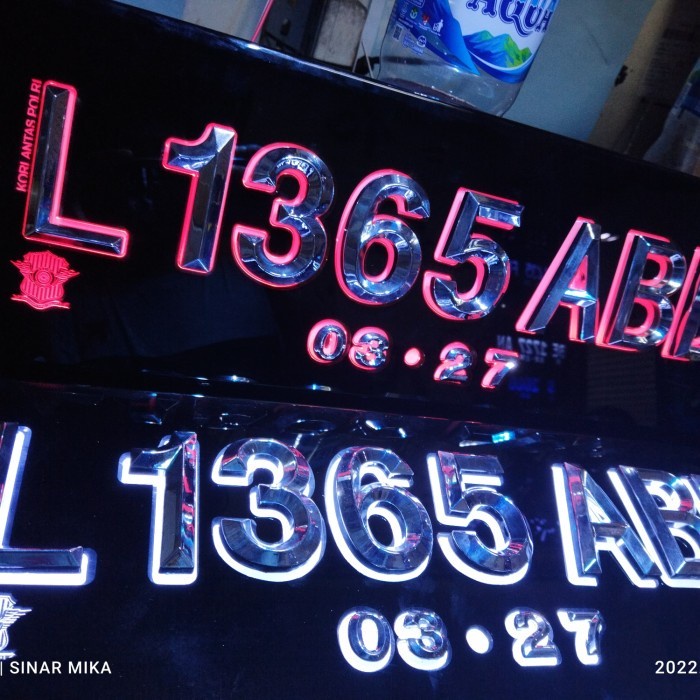 AQUA
KORLANTAS POLRI
L 1365 AB
03 · 27
L 1365 AB
03 · 27
| SINAR MIKA
2022